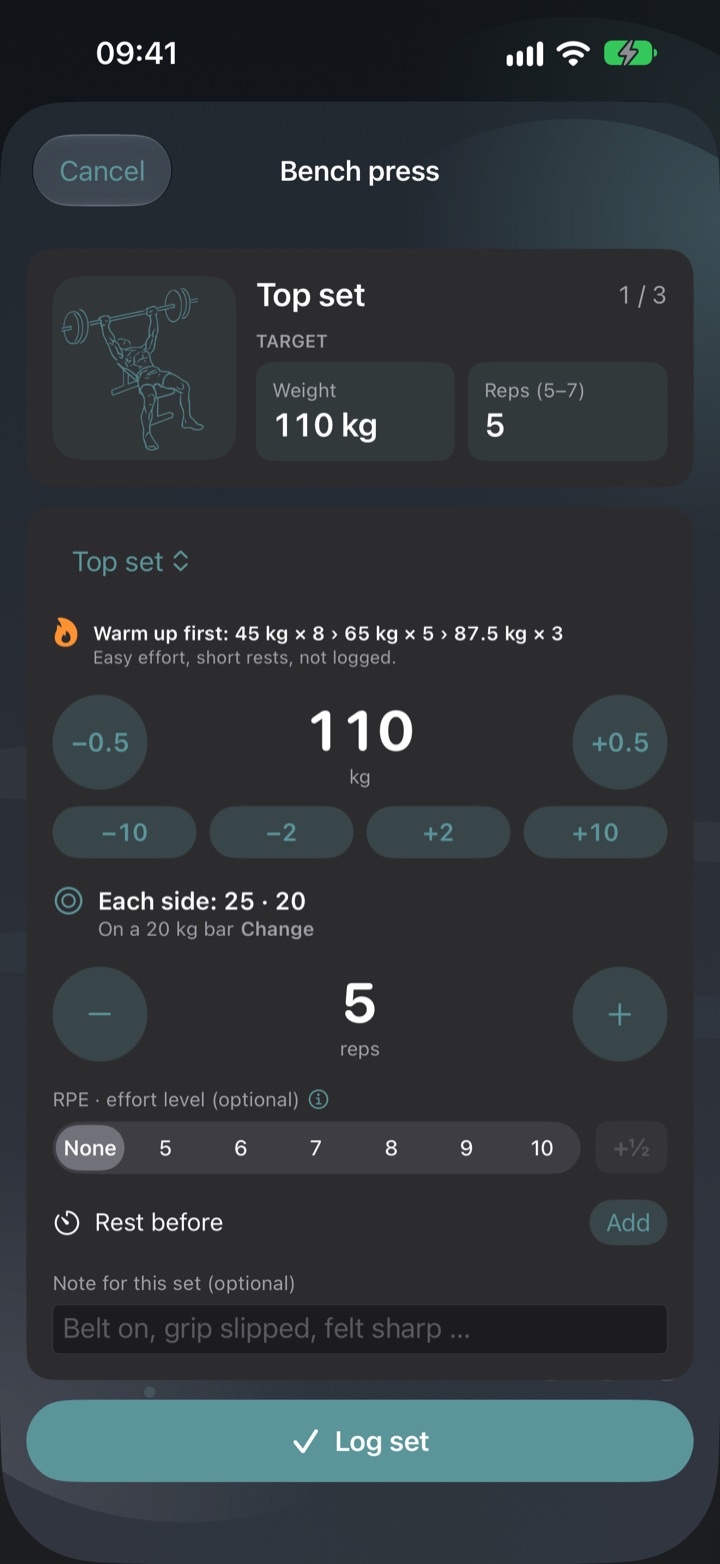 09:41
Cancel
Bench press
Top set
1 / 3
TARGET
Weight
110 kg
Reps (5–7)
5
Top set
Warm up first: 45 kg × 8 › 65 kg × 5 › 87.5 kg × 3
Easy effort, short rests, not logged.
−0.5
110
+0.5
kg
−10
−2
+2
+10
Each side: 25 · 20
On a 20 kg bar Change
−
5
+
reps
RPE · effort level (optional)
None 5 6 7 8 9 10
+½
Rest before
Add
Note for this set (optional)
Belt on, grip slipped, felt sharp ...
Log set